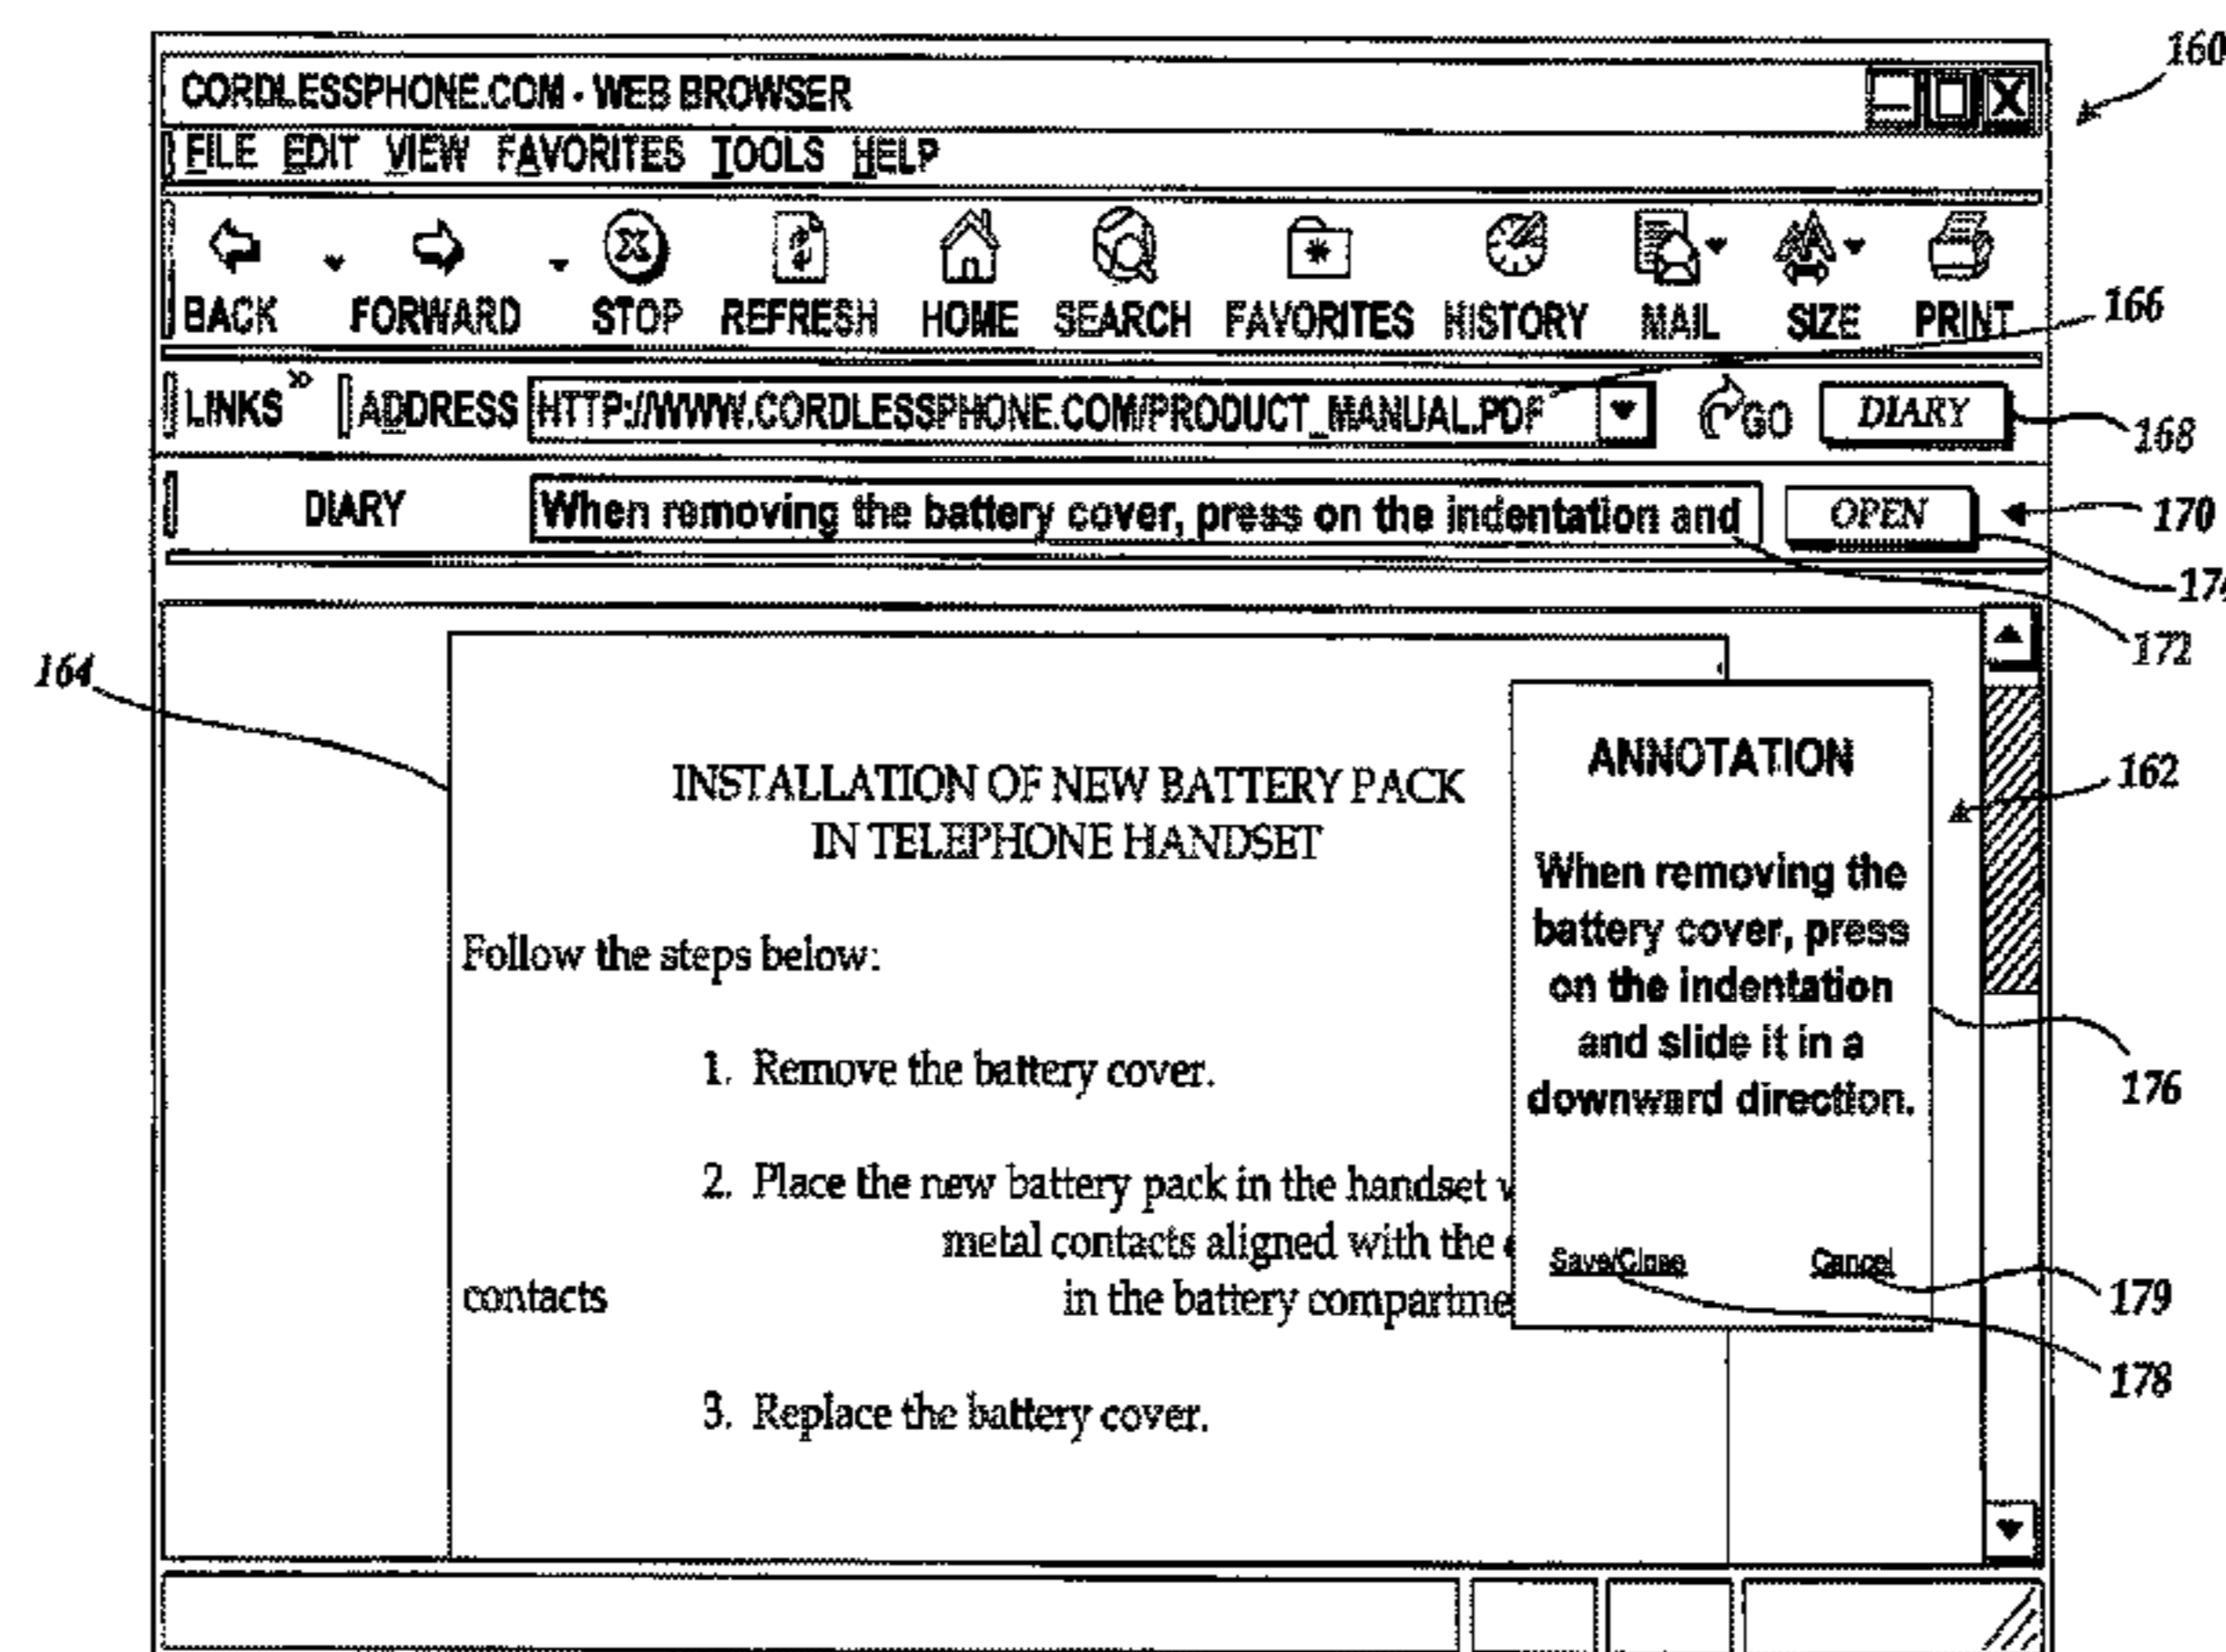 160
CORDLESSPHONE.COM - WEB BROWSER
FILE EDIT VIEW FAVORITES TOOLS HELP
BACK FORWARD STOP REFRESH HOME SEARCH FAVORITES HISTORY MAIL SIZE PRINT
166
LINKS » ADDRESS HTTP://WWW.CORDLESSPHONE.COM/PRODUCT_MANUAL.PDF GO DIARY
168
DIARY When removing the battery cover, press on the indentation and OPEN
170
172
164
INSTALLATION OF NEW BATTERY PACK
IN TELEPHONE HANDSET
Follow the steps below:
1. Remove the battery cover.
2. Place the new battery pack in the handset
metal contacts aligned with the
contacts in the battery
3. Replace the battery cover.
ANNOTATION
When removing the
battery cover, press
on the indentation
and slide it in a
downward direction.
Save/Close Cancel
162
176
179
178